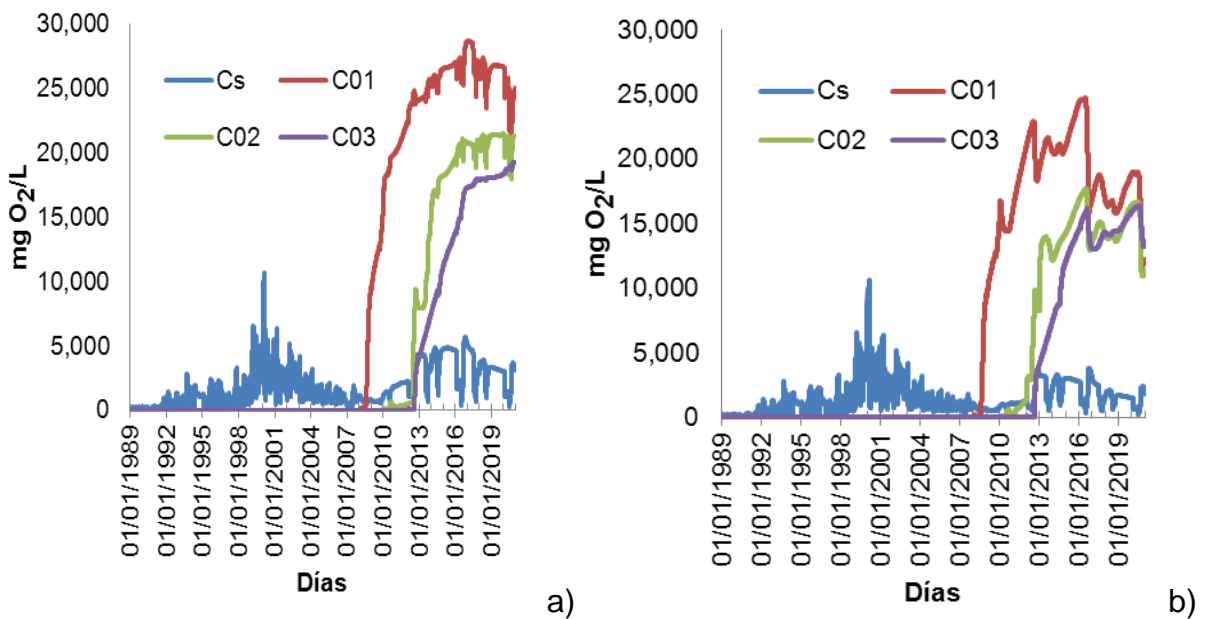 30,000
25,000
20,000
15,000
10,000
5,000
0
mg O2/L
Cs
C01
C02
C03
01/01/1989
01/01/1992
01/01/1995
01/01/1998
01/01/2001
01/01/2004
01/01/2007
01/01/2010
01/01/2013
01/01/2016
01/01/2019
Días
a)
30,000
25,000
20,000
15,000
10,000
5,000
0
mg O2/L
Cs
C01
C02
C03
01/01/1989
01/01/1992
01/01/1995
01/01/1998
01/01/2001
01/01/2004
01/01/2007
01/01/2010
01/01/2013
01/01/2016
01/01/2019
Días
b)